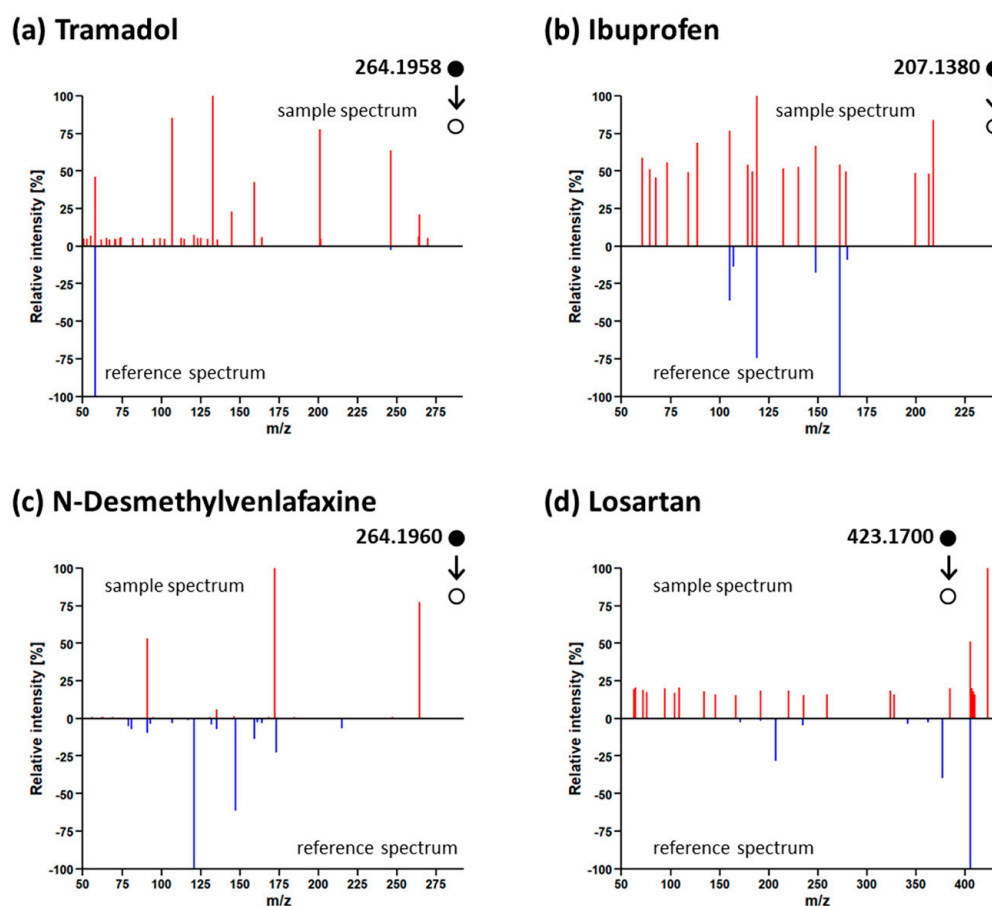 (a) Tramadol
264.1958
sample spectrum
Relative intensity [%]
100
75
50
25
0
-25
-50
-75
-100
reference spectrum
50 75 100 125 150 175 200 225 250 275
m/z
(b) Ibuprofen
207.1380
sample spectrum
Relative intensity [%]
100
75
50
25
0
-25
-50
-75
-100
reference spectrum
50 75 100 125 150 161 200 225
m/z
(c) N-Desmethylvenlafaxine
264.1960
sample spectrum
Relative intensity [%]
100
75
50
25
0
-25
-50
-75
-100
reference spectrum
50 75 100 125 150 175 200 225 250 275
m/z
(d) Losartan
423.1700
sample spectrum
Relative intensity [%]
100
75
50
25
0
-25
-50
-75
-100
reference spectrum
50 100 200 250 260 300 350 400
m/z